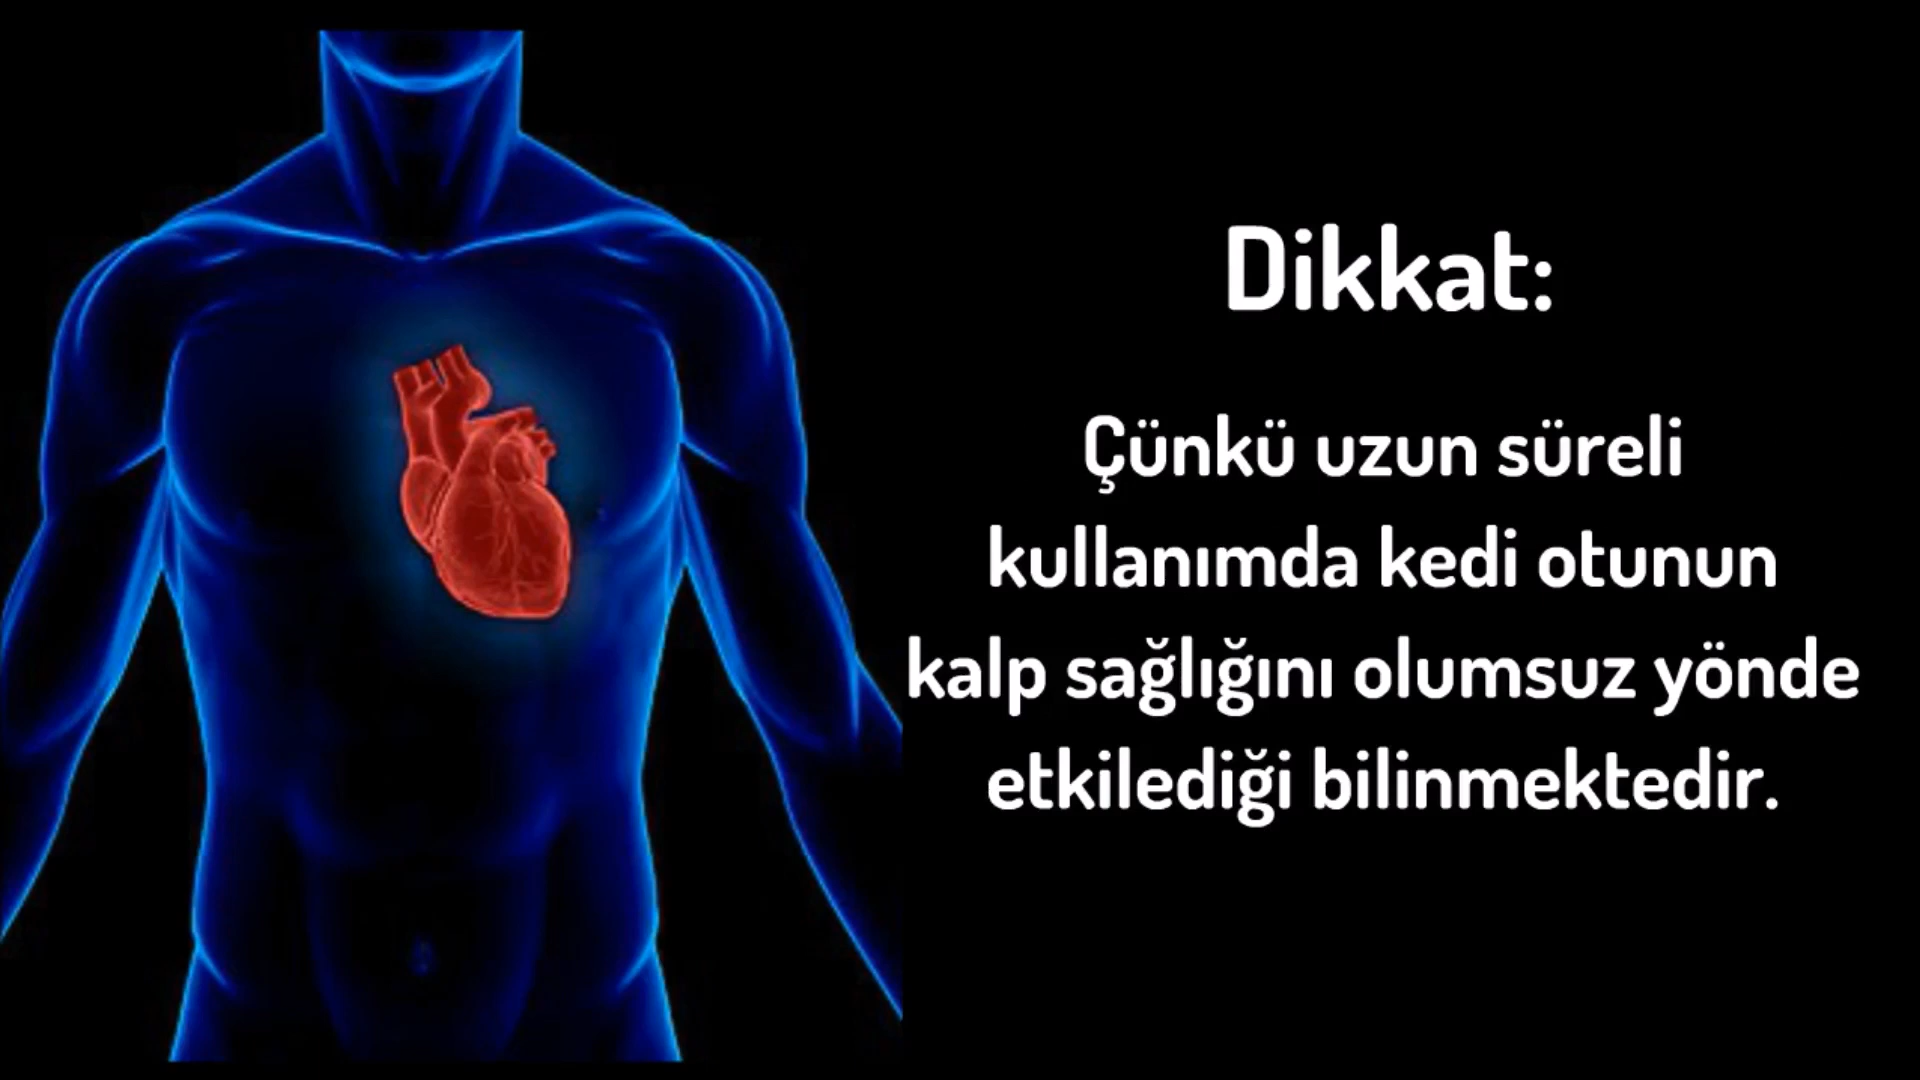 Dikkat:
Çünkü uzun süreli
kullanımda kedi otunun
kalp sağlığını olumsuz yönde
etkilediği bilinmektedir.